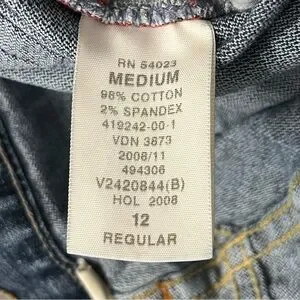 RN 54023
MEDIUM
98% COTTON
2% SPANDEX
419242-00-1
VDN 3873
2008/11
494306
V2420844(B)
HOL 2008
12
REGULAR